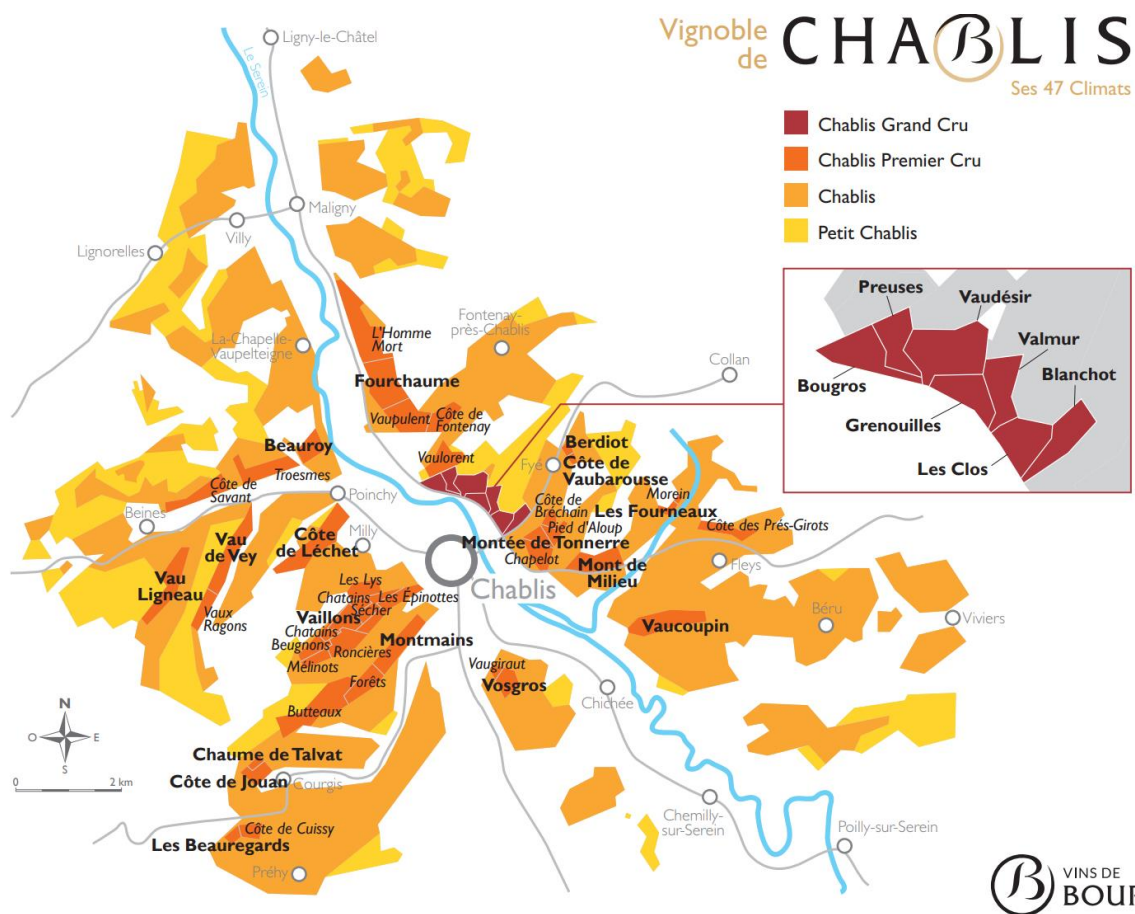 Vignoble
de
CHABLIS
Ses 47 Climats
Chablis Grand Cru
Chablis Premier Cru
Chablis
Petit Chablis
Preuses
Vaudésir
Valmur
Blanchot
Bougros
Grenouilles
Les Clos
Ligny-le-Châtel
Le Serein
Maligny
Villy
Lignorelles
La-Chapelle-
Vaupelteigne
L'Homme
Mort
Fontenay-
près-Chablis
Collan
Fourchaume
Vaupulent
Côte de
Fontenay
Beauroy
Vaulorent
Fyé
Berdiot
Côte de
Vaubarousse
Troesmes
Côte de
Savant
Poinchy
Beines
Côte de
Bréchain
Morein
Les Fourneaux
Pied d'Aloup
Côte des Prés-Girots
Vau
de Vey
Côte
de Léchet
Milly
Montée de Tonnerre
Chapelot
Mont de
Milieu
Fleys
Chablis
Vau
Ligneau
Vaux
Ragons
Les Lys
Chatains
Les Épinottes
Sécher
Vaillons
Chatains
Beugnons
Roncières
Mélinots
Montmains
Forêts
Butteaux
Vaucoupin
Béru
Viviers
Vaugiraut
Vosgros
Chichée
Chaume de Talvat
Côte de Jouan
Courgis
Côte de Cuissy
Les Beauregards
Préhy
Chemilly-
sur-Serein
Poilly-sur-Serein
N
O
E
S
0
2 km
B
VINS DE
BOUR